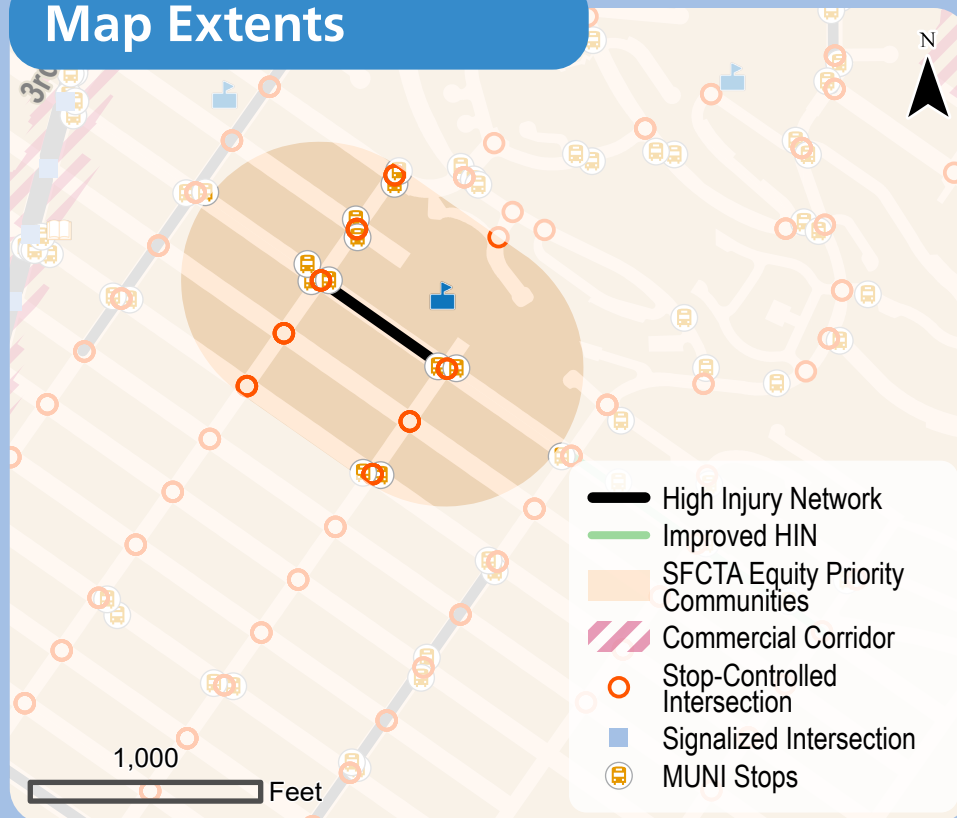 Map Extents
3rd
N
High Injury Network
Improved HIN
SFCTA Equity Priority
Communities
Commercial Corridor
Stop-Controlled
Intersection
Signalized Intersection
MUNI Stops
1,000
Feet